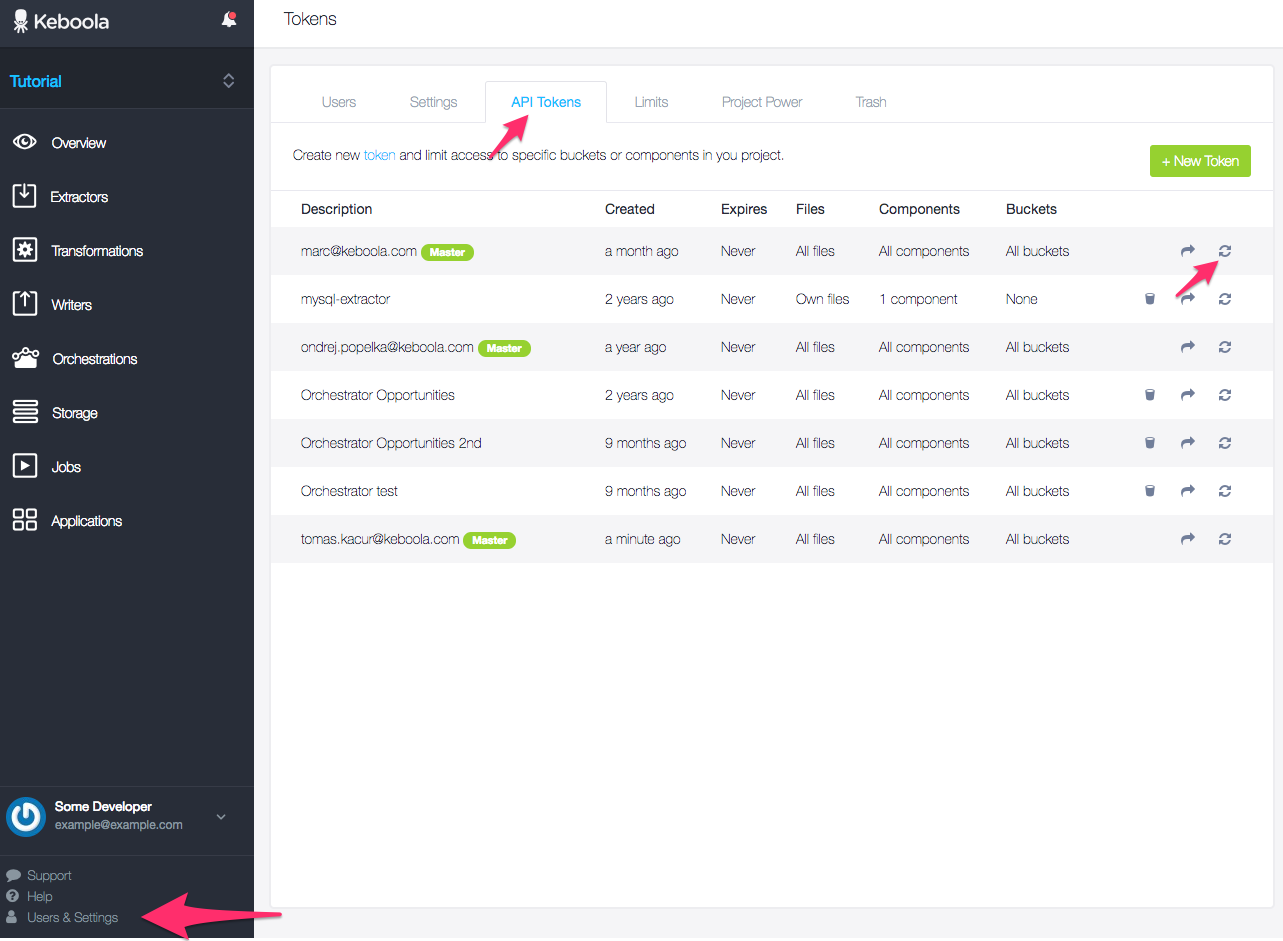 Keboola
Tutorial
Overview
Extractors
Transformations
Writers
Orchestrations
Storage
Jobs
Applications
Some Developer
example@example.com
Support
Help
Users & Settings
Tokens
Users Settings API Tokens Limits Project Power Trash
Create new token and limit access to specific buckets or components in you project.
+ New Token
Description Created Expires Files Components Buckets
marc@keboola.com Master a month ago Never All files All components All buckets
mysql-extractor 2 years ago Never Own files 1 component None
ondrej.popelka@keboola.com Master a year ago Never All files All components All buckets
Orchestrator Opportunities 2 years ago Never All files All components All buckets
Orchestrator Opportunities 2nd 9 months ago Never All files All components All buckets
Orchestrator test 9 months ago Never All files All components All buckets
tomas.kacur@keboola.com Master a minute ago Never All files All components All buckets